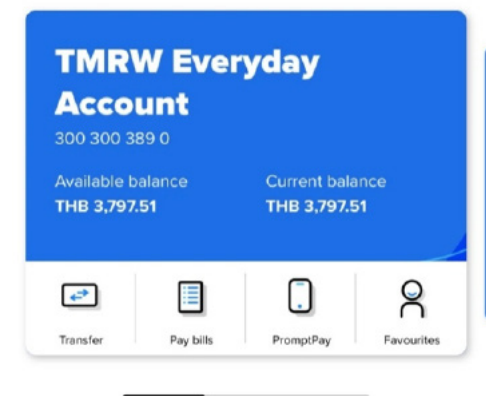 TMRW Everyday
Account
300 300 389 0
Available balance Current balance
THB 3,797.51 THB 3,797.51
Transfer Pay bills PromptPay Favourites